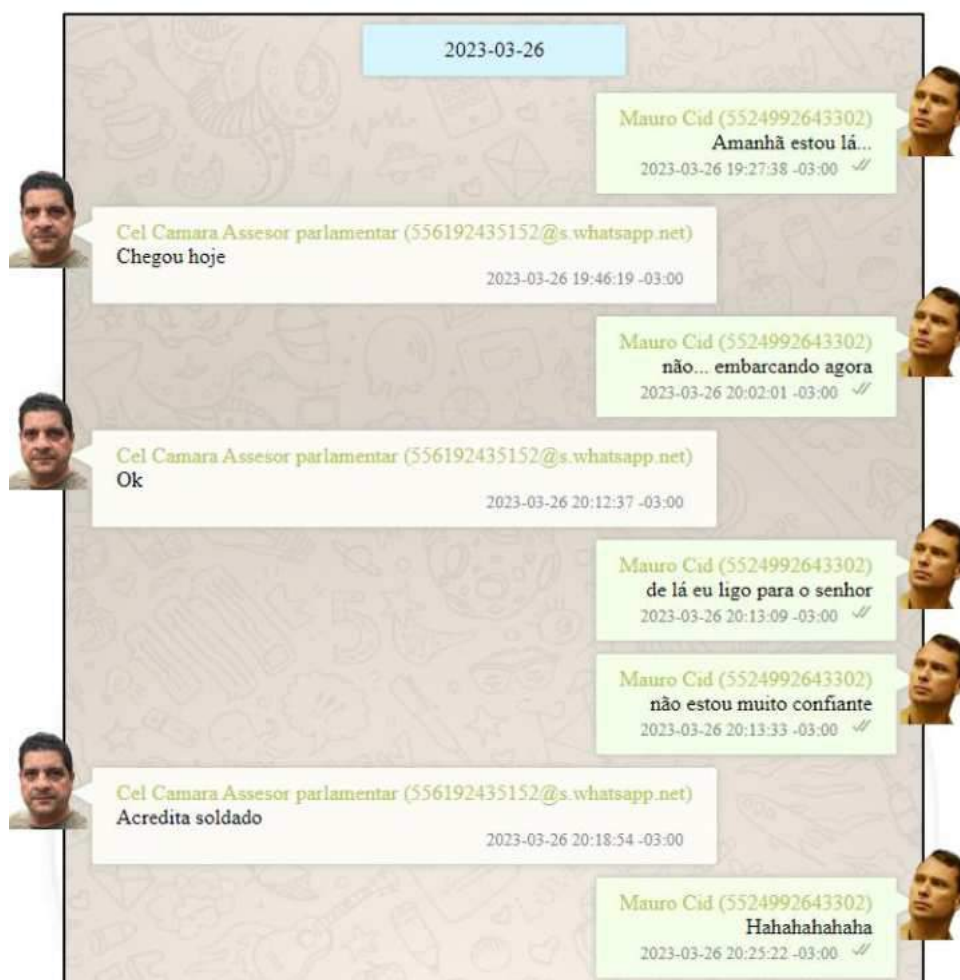 2023-03-26
Mauro Cid (5524992643302)
Amanhã estou lá...
2023-03-26 19:27:38 -03:00
Cel Camara Assesor parlamentar (556192435152@s.whatsapp.net)
Chegou hoje
2023-03-26 19:46:19 -03:00
Mauro Cid (5524992643302)
não... embarcando agora
2023-03-26 20:02:01 -03:00
Cel Camara Assesor parlamentar (556192435152@s.whatsapp.net)
Ok
2023-03-26 20:12:37 -03:00
Mauro Cid (5524992643302)
de lá eu ligo para o senhor
2023-03-26 20:13:09 -03:00
Mauro Cid (5524992643302)
não estou muito confiante
2023-03-26 20:13:33 -03:00
Cel Camara Assesor parlamentar (556192435152@s.whatsapp.net)
Acredita soldado
2023-03-26 20:18:54 -03:00
Mauro Cid (5524992643302)
Hahahahahaha
2023-03-26 20:25:22 -03:00